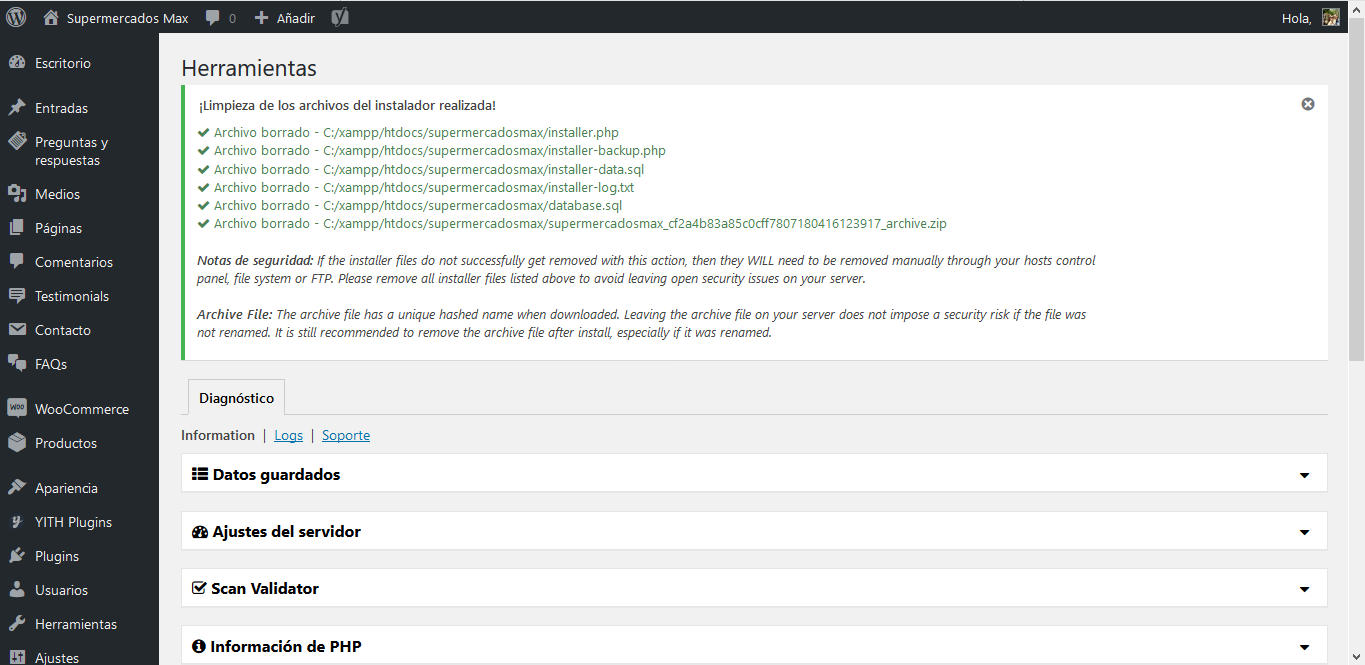 Supermercados Max 0 Añadir Hola,
Escritorio
Entradas
Preguntas y
respuestas
Medios
Páginas
Comentarios
Testimonials
Contacto
FAQs
WOO WooCommerce
Productos
Apariencia
YITH Plugins
Plugins
Usuarios
Herramientas
Ajustes
Herramientas
¡Limpieza de los archivos del instalador realizada!
Archivo borrado - C:/xampp/htdocs/supermercadosmax/installer.php
Archivo borrado - C:/xampp/htdocs/supermercadosmax/installer-backup.php
Archivo borrado - C:/xampp/htdocs/supermercadosmax/installer-data.sql
Archivo borrado - C:/xampp/htdocs/supermercadosmax/installer-log.txt
Archivo borrado - C:/xampp/htdocs/supermercadosmax/database.sql
Archivo borrado - C:/xampp/htdocs/supermercadosmax/supermercadosmax_cf2a4b83a85c0cff7807180416123917_archive.zip
Notas de seguridad: If the installer files do not successfully get removed with this action, then they WILL need to be removed manually through your hosts control
panel, file system or FTP. Please remove all installer files listed above to avoid leaving open security issues on your server.
Archive File: The archive file has a unique hashed name when downloaded. Leaving the archive file on your server does not impose a security risk if the file was
not renamed. It is still recommended to remove the archive file after install, especially if it was renamed.
Diagnóstico
Information | Logs | Soporte
Datos guardados
Ajustes del servidor
Scan Validator
Información de PHP